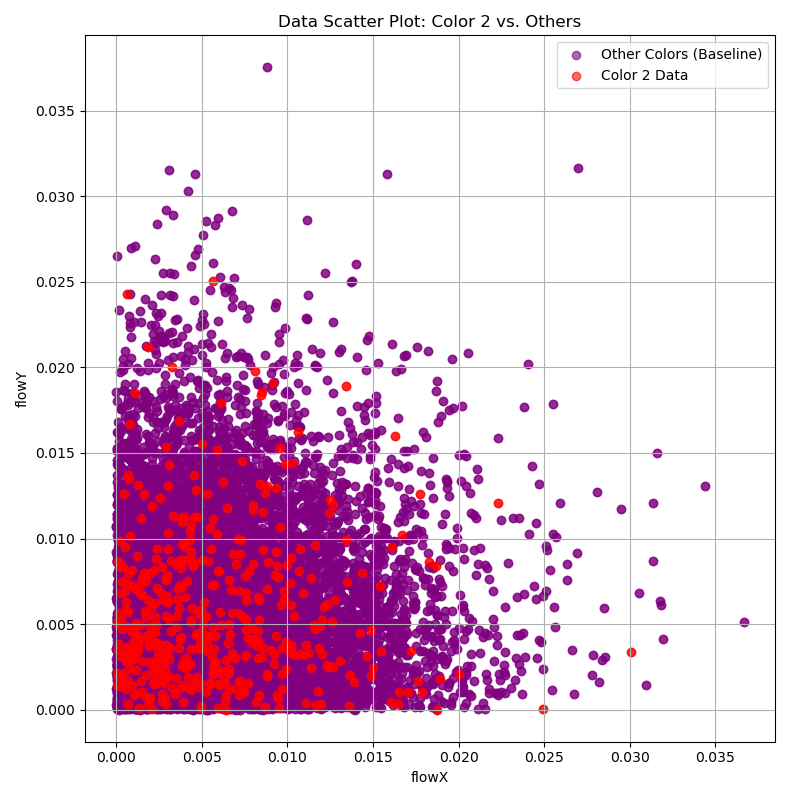 Data Scatter Plot: Color 2 vs. Others
Other Colors (Baseline)
Color 2 Data
flowY
0.035
0.030
0.025
0.020
0.015
0.010
0.005
0.000
0.000 0.005 0.010 0.015 0.020 0.025 0.030 0.035
flowX